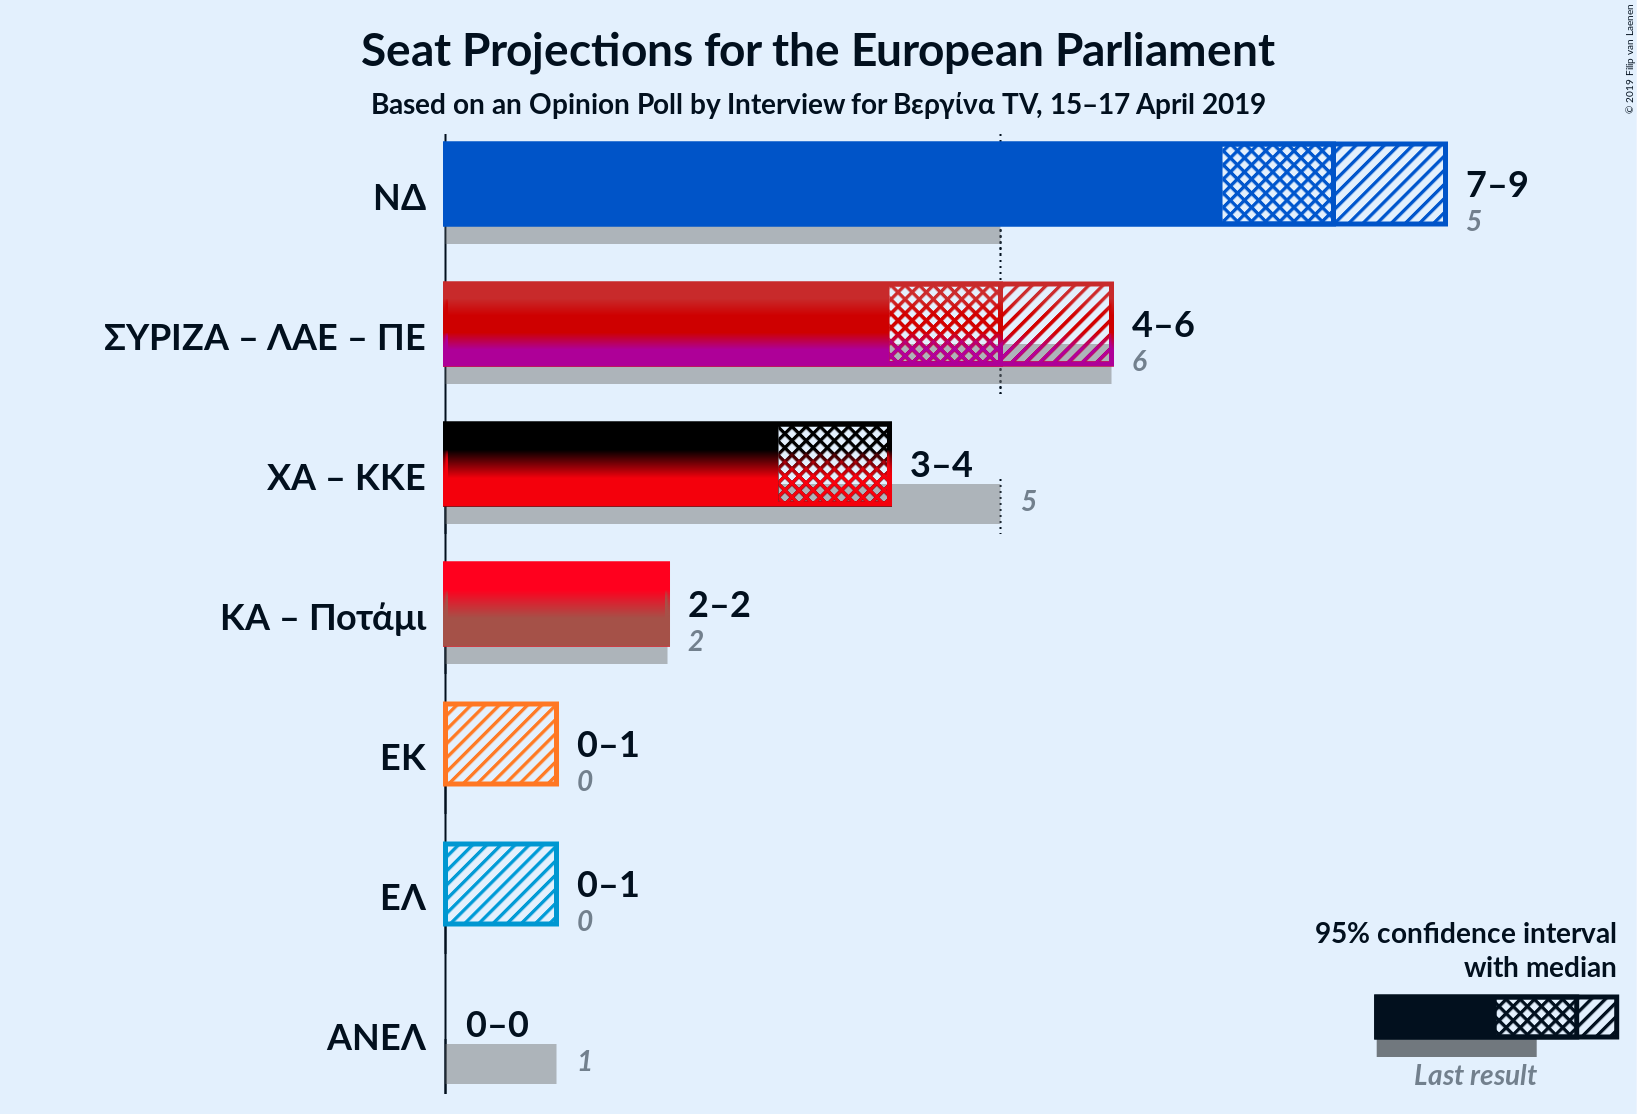 Seat Projections for the European Parliament
Based on an Opinion Poll by Interview for Βεργίνα TV, 15–17 April 2019
© 2019 Filip van Laenen
ΝΔ
7–9
5
ΣΥΡΙΖΑ – ΛΑΕ – ΠΕ
4–6
6
ΧΑ – ΚΚΕ
3–4
5
ΚΑ – Ποτάμι
2–2
2
ΕΚ
0–1
0
ΕΛ
0–1
0
ΑΝΕΛ
0–0
1
95% confidence interval
with median
Last result